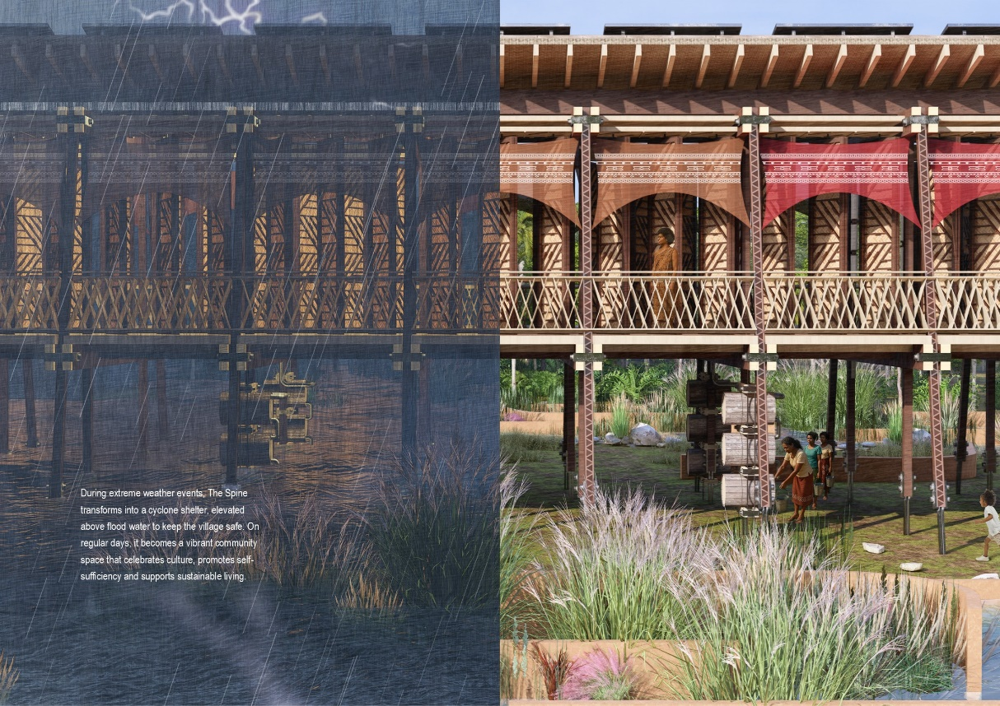 During extreme weather events, The Spine
transforms into a cyclone shelter, elevated
above flood water to keep the village safe. On
regular days, it becomes a vibrant community
space that celebrates culture, promotes self-
sufficiency and supports sustainable living.